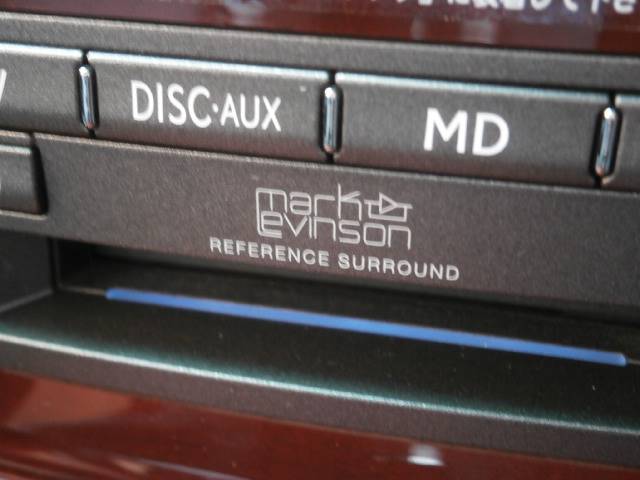 DISC·AUX
MD
mark
Levinson
REFERENCE SURROUND